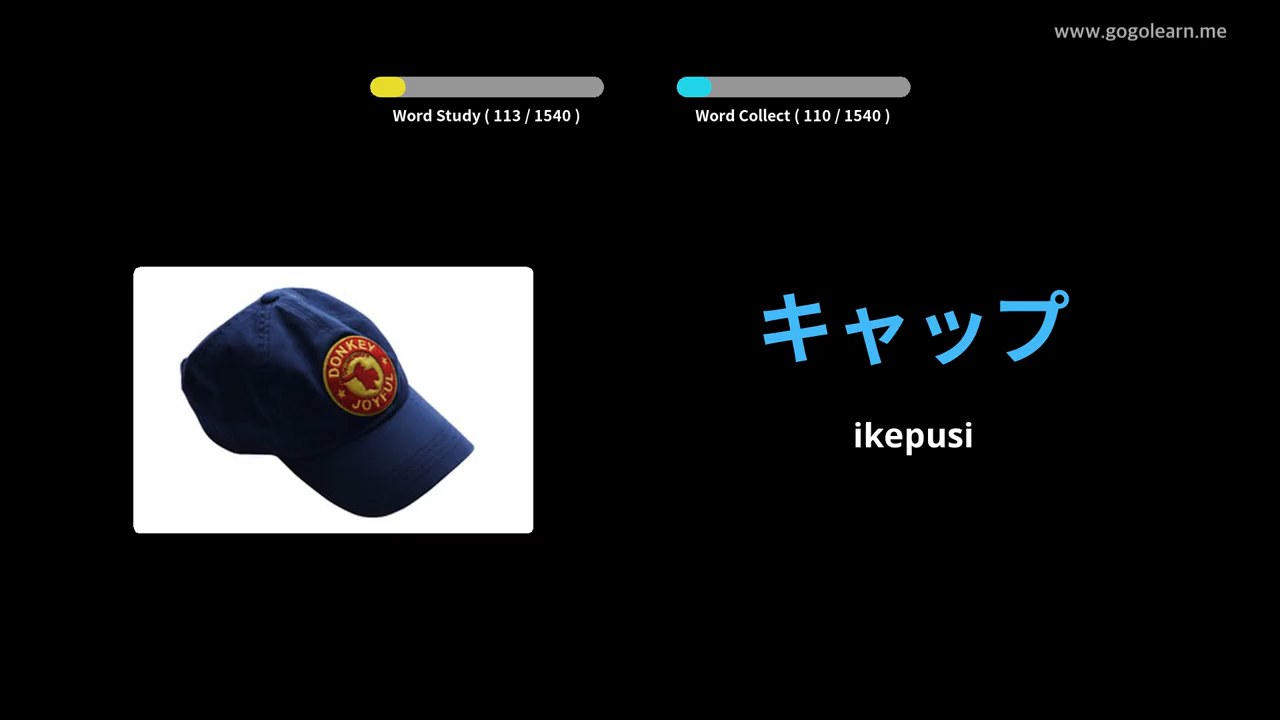 www.gogolearn.me
Word Study ( 113 / 1540 )
Word Collect ( 110 / 1540 )
DONKEY
JOYFUL
キャップ
ikepusi